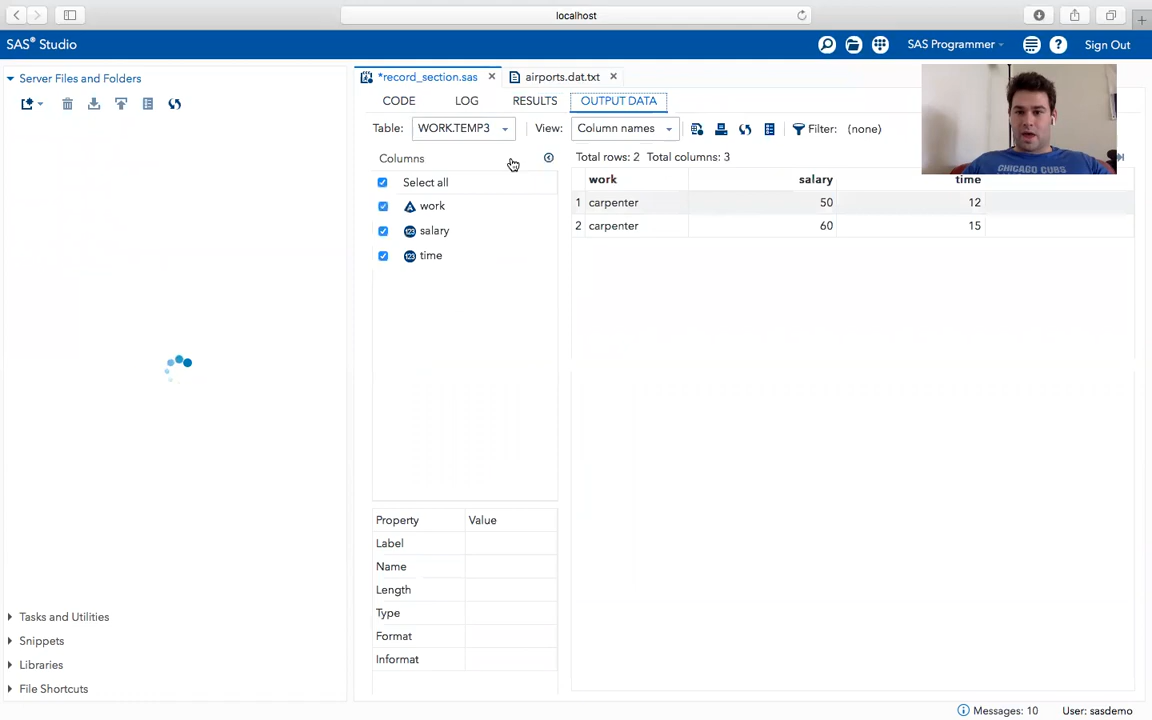 localhost
SAS® Studio
SAS Programmer
Sign Out
Server Files and Folders
*record_section.sas
airports.dat.txt
CODE
LOG
RESULTS
OUTPUT DATA
Table: WORK.TEMP3 View: Column names Filter: (none)
Columns
Total rows: 2 Total columns: 3
Select all
work
salary
time
work salary time
1 carpenter 50 12
2 carpenter 60 15
Property Value
Label
Name
Length
Type
Format
Informat
Tasks and Utilities
Snippets
Libraries
File Shortcuts
CHICAGO CUBS
Messages: 10 User: sasdemo